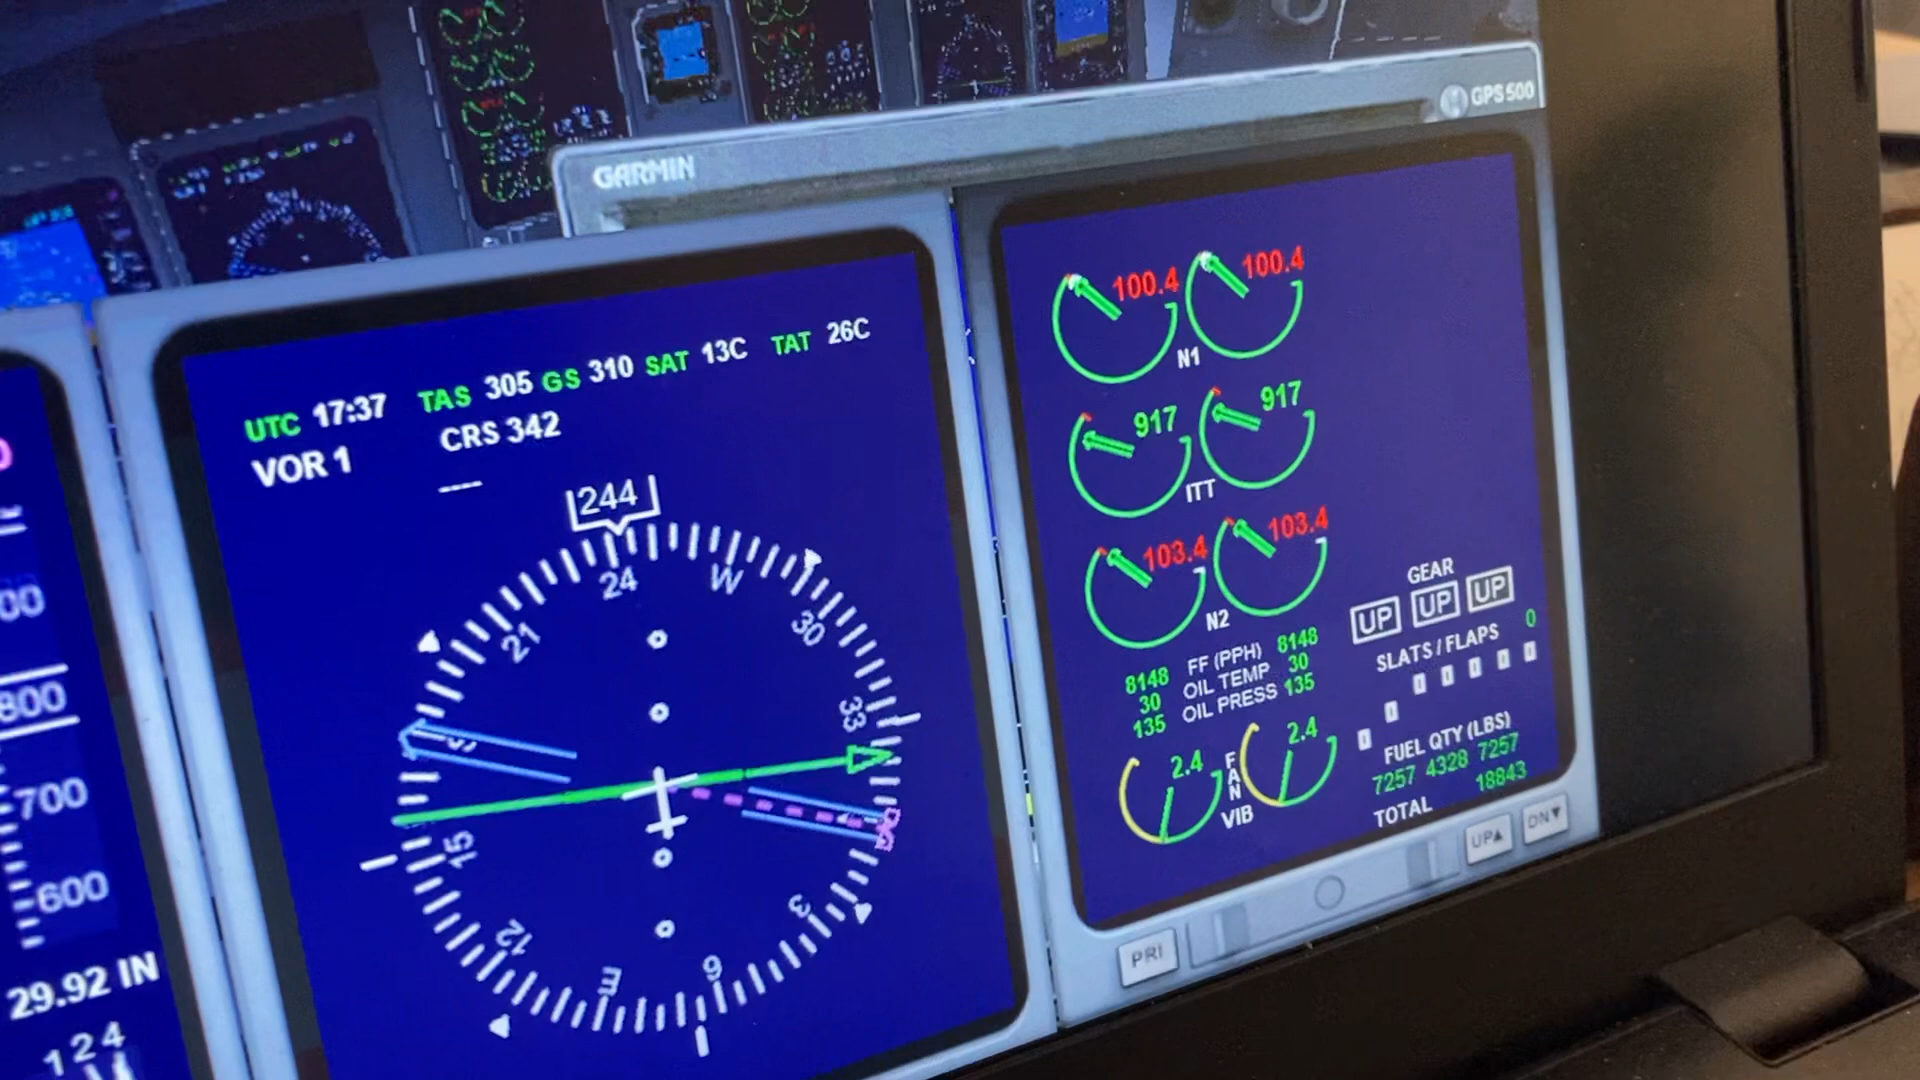 GPS 500
GARMIN
UTC 17:37 TAS 305 GS 310 SAT 13C TAT 26C
VOR 1 CRS 342
----
244
24
W
21
30
33
15
12
E
6
3
800
700
600
29.92 IN
124
100.4 100.4
N1
917 917
ITT
103.4 103.4
N2
8148 FF (PPH) 8148
30 OIL TEMP 30
135 OIL PRESS 135
2.4 FAN 2.4
VIB
GEAR
UP UP UP
SLATS / FLAPS 0
FUEL QTY (LBS)
7257 4328 7257
TOTAL 18843
PRI
UP▲
DN▼